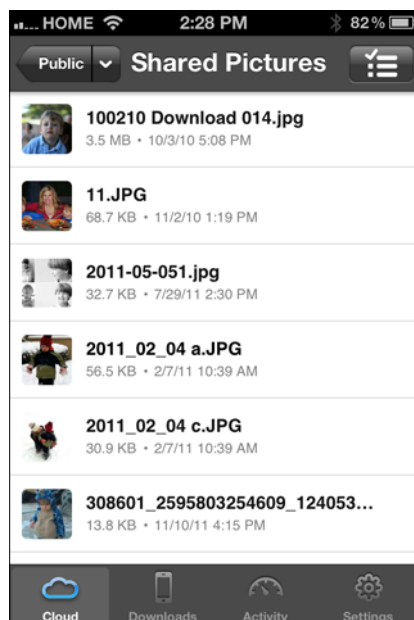 HOME 2:28 PM 82%
Public Shared Pictures
100210 Download 014.jpg
3.5 MB • 10/3/10 5:08 PM
11.JPG
68.7 KB • 11/2/10 1:19 PM
2011-05-051.jpg
32.7 KB • 7/29/11 2:30 PM
2011_02_04 a.JPG
56.5 KB • 2/7/11 10:39 AM
2011_02_04 c.JPG
30.9 KB • 2/7/11 10:39 AM
308601_2595803254609_124053...
13.8 KB • 11/10/11 4:15 PM
Cloud Downloads Activity Settings